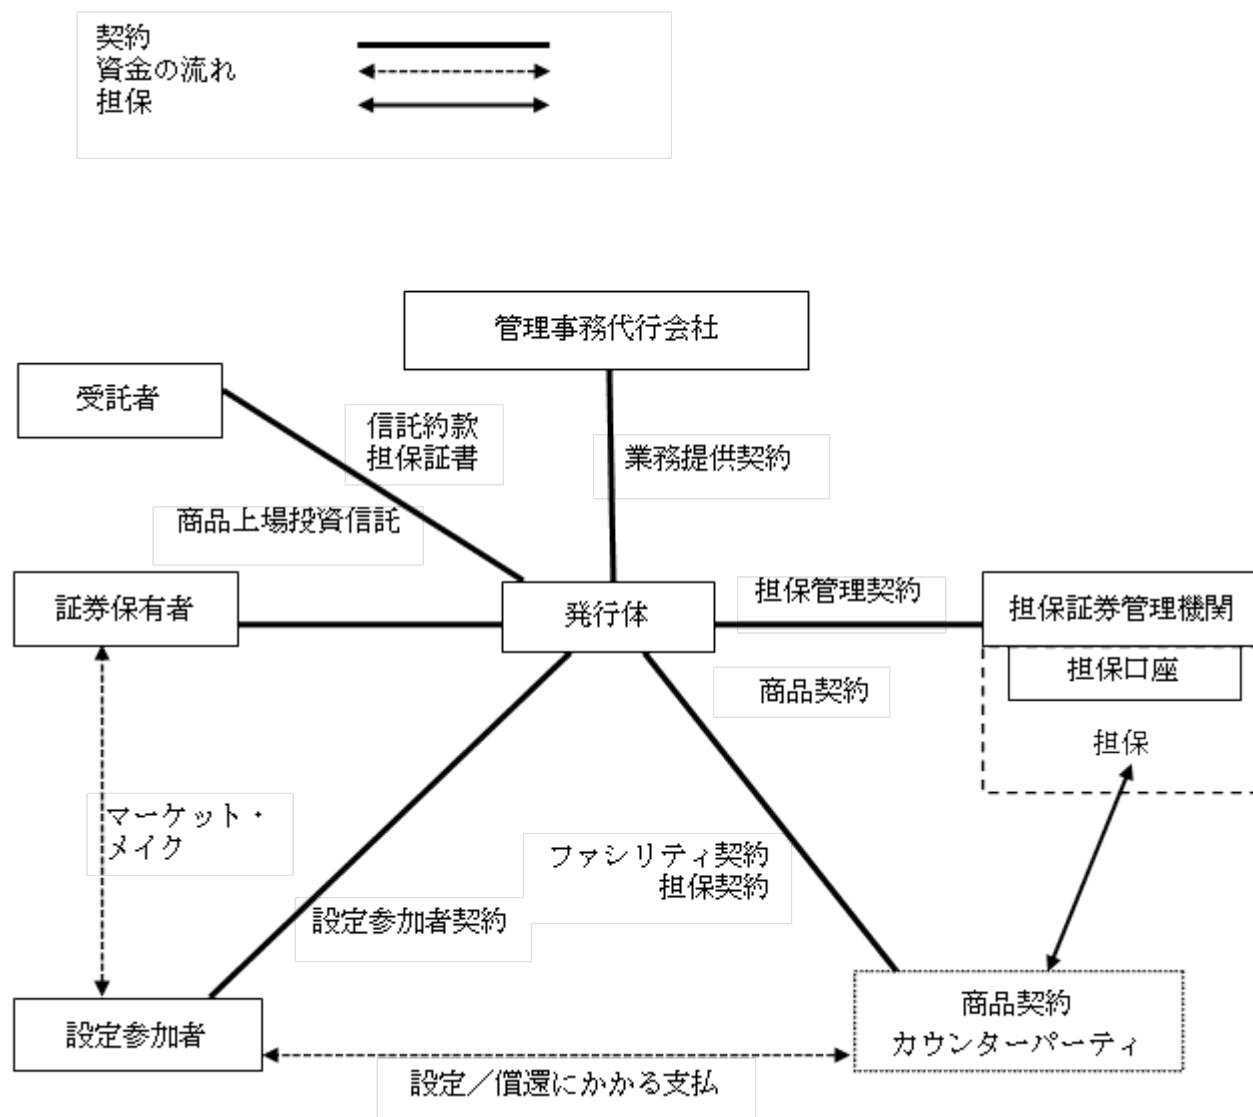 契約
資金の流れ
担保
管理事務代行会社
受託者
信託約款
担保証書
業務提供契約
商品上場投資信託
証券保有者
発行体
担保管理契約
担保証券管理機関
担保口座
商品契約
担保
マーケット・
メイク
ファシリティ契約
担保契約
設定参加者契約
設定参加者
商品契約
カウンターパーティ
設定／償還にかかる支払